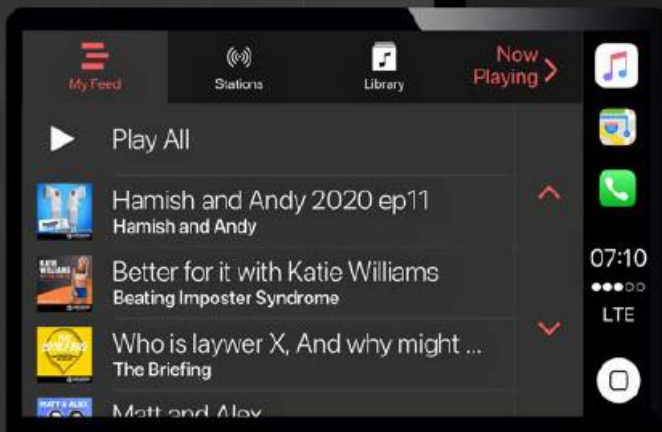 My Feed
Stations
Library
Now
Playing
Play All
Hamish and Andy 2020 ep11
Hamish and Andy
Better for it with Katie Williams
Beating Imposter Syndrome
Who is laywer X, And why might ...
The Briefing
MATT & ALEX
Matt and Alex
07:10
LTE